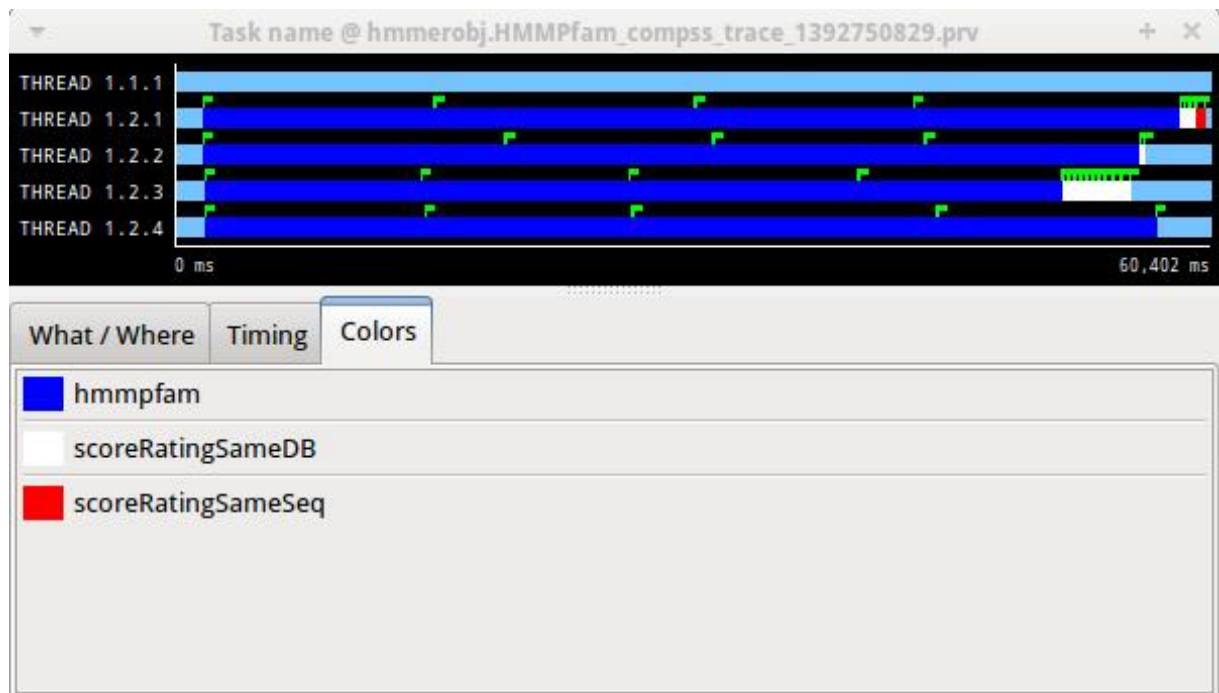 Task name @ hmmerobj.HMMPfam_compss_trace_1392750829.prv
THREAD 1.1.1
THREAD 1.2.1
THREAD 1.2.2
THREAD 1.2.3
THREAD 1.2.4
0 ms 60,402 ms
What / Where Timing Colors
hmmpfam
scoreRatingSameDB
scoreRatingSameSeq